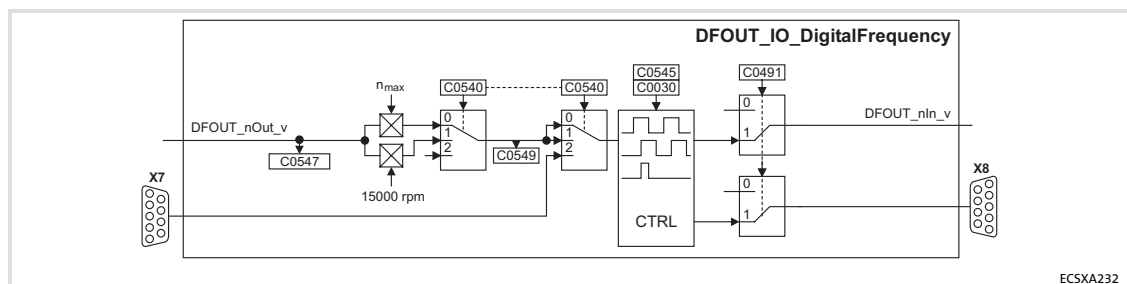 DFOUT_IO_DigitalFrequency
C0545
C0540
C0540
C0030
C0491
nmax
0
DFOUT_nOut_v
0
0
DFOUT_nIn_v
1
1
1
2
2
C0547
C0549
X7
15000 rpm
0
X8
CTRL
1
ECSXA232